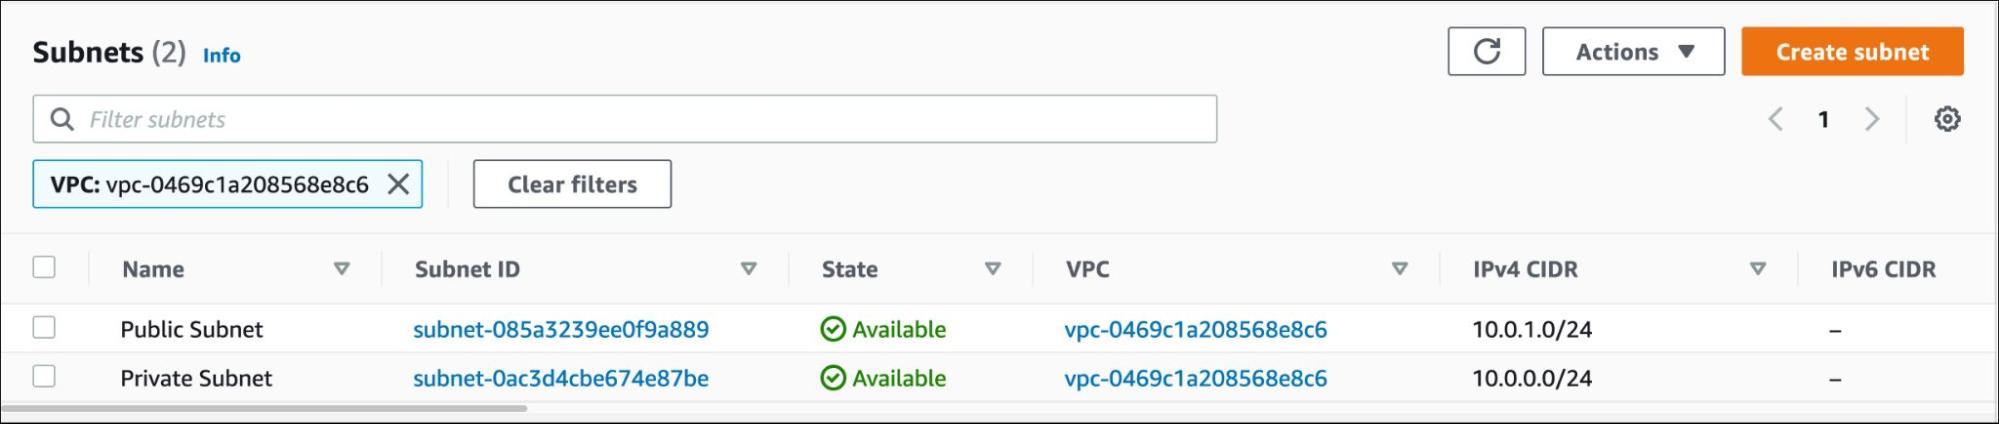 Subnets (2) Info
Actions
Create subnet
Filter subnets
1
VPC: vpc-0469c1a208568e8c6
Clear filters
Name Subnet ID State VPC IPv4 CIDR IPv6 CIDR
Public Subnet subnet-085a3239ee0f9a889 Available vpc-0469c1a208568e8c6 10.0.1.0/24 –
Private Subnet subnet-0ac3d4cbe674e87be Available vpc-0469c1a208568e8c6 10.0.0.0/24 –